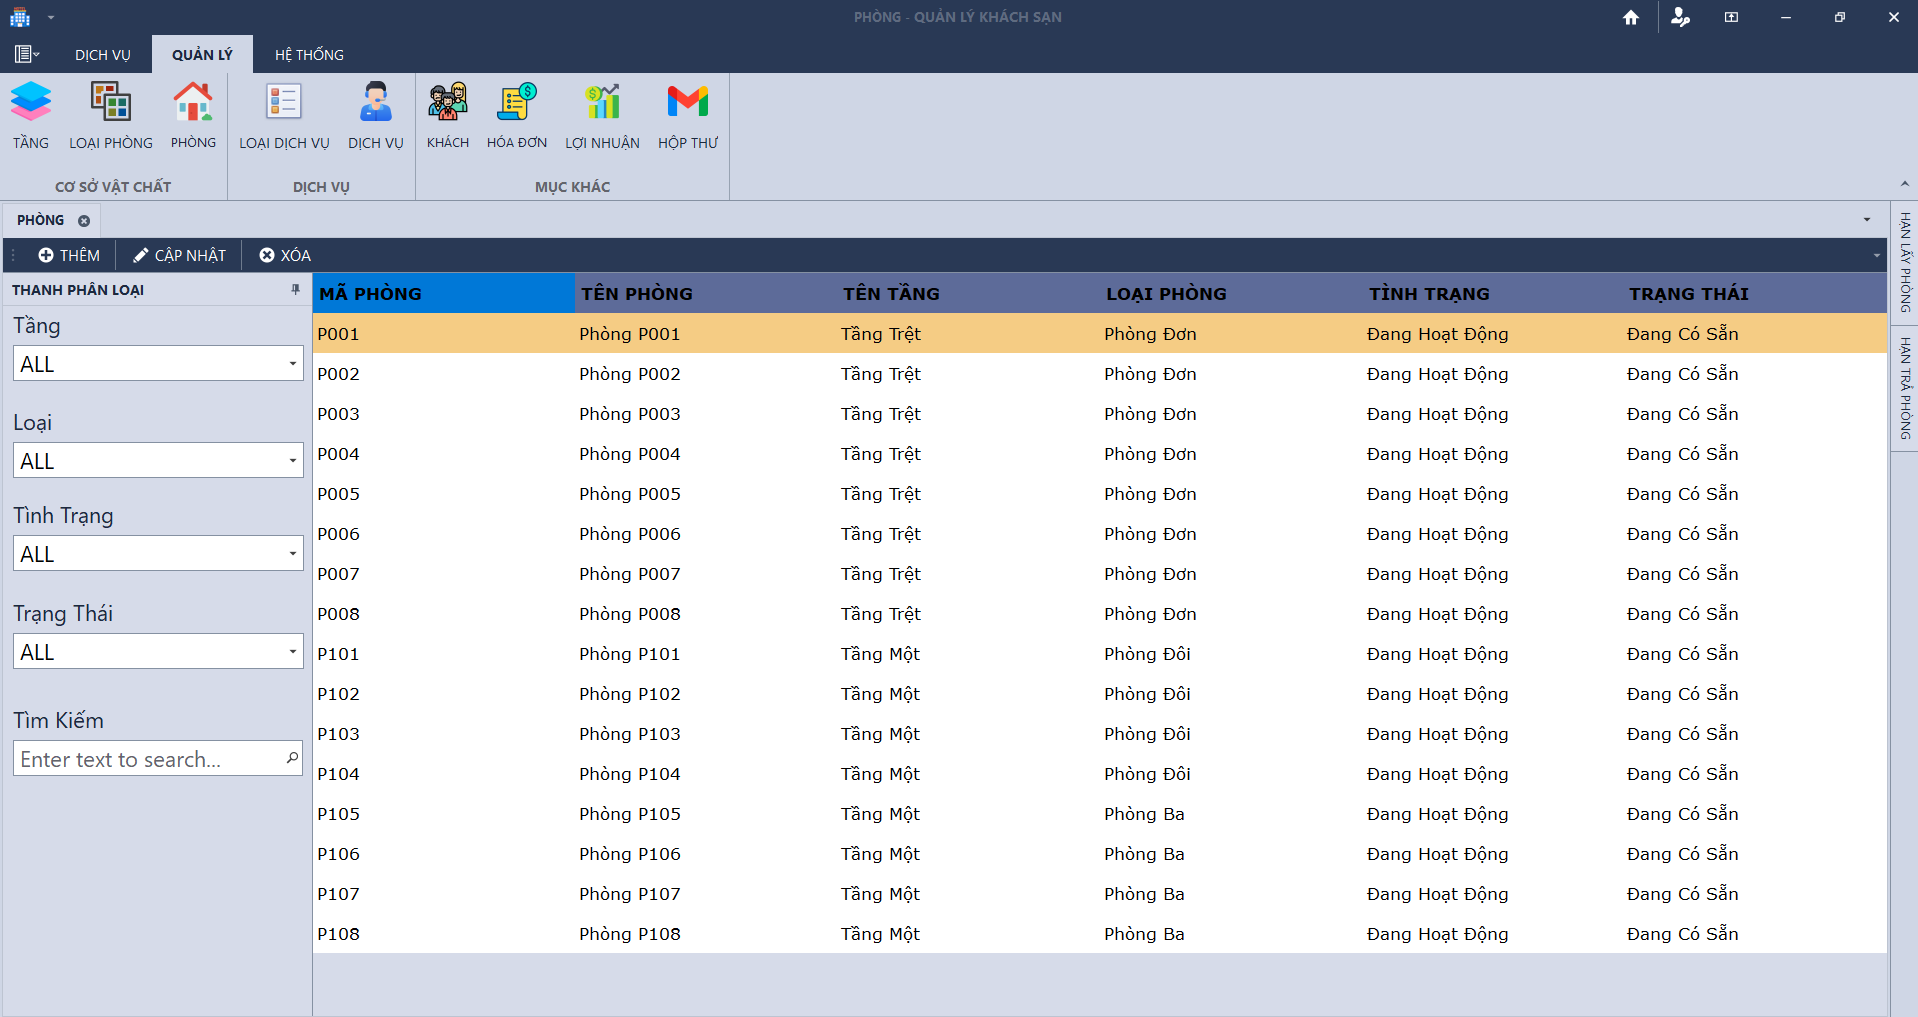 PHÒNG - QUẢN LÝ KHÁCH SẠN
DỊCH VỤ QUẢN LÝ HỆ THỐNG
TẦNG LOẠI PHÒNG PHÒNG LOẠI DỊCH VỤ DỊCH VỤ KHÁCH HÓA ĐƠN LỢI NHUẬN HỘP THƯ
CƠ SỞ VẬT CHẤT DỊCH VỤ MỤC KHÁC
PHÒNG
THÊM CẬP NHẬT XÓA
THANH PHÂN LOẠI
Tầng
ALL
Loại
ALL
Tình Trạng
ALL
Trạng Thái
ALL
Tìm Kiếm
Enter text to search...
MÃ PHÒNG TÊN PHÒNG TÊN TẦNG LOẠI PHÒNG TÌNH TRẠNG TRẠNG THÁI
P001 Phòng P001 Tầng Trệt Phòng Đơn Đang Hoạt Động Đang Có Sẵn
P002 Phòng P002 Tầng Trệt Phòng Đơn Đang Hoạt Động Đang Có Sẵn
P003 Phòng P003 Tầng Trệt Phòng Đơn Đang Hoạt Động Đang Có Sẵn
P004 Phòng P004 Tầng Trệt Phòng Đơn Đang Hoạt Động Đang Có Sẵn
P005 Phòng P005 Tầng Trệt Phòng Đơn Đang Hoạt Động Đang Có Sẵn
P006 Phòng P006 Tầng Trệt Phòng Đơn Đang Hoạt Động Đang Có Sẵn
P007 Phòng P007 Tầng Trệt Phòng Đơn Đang Hoạt Động Đang Có Sẵn
P008 Phòng P008 Tầng Trệt Phòng Đơn Đang Hoạt Động Đang Có Sẵn
P101 Phòng P101 Tầng Một Phòng Đôi Đang Hoạt Động Đang Có Sẵn
P102 Phòng P102 Tầng Một Phòng Đôi Đang Hoạt Động Đang Có Sẵn
P103 Phòng P103 Tầng Một Phòng Đôi Đang Hoạt Động Đang Có Sẵn
P104 Phòng P104 Tầng Một Phòng Đôi Đang Hoạt Động Đang Có Sẵn
P105 Phòng P105 Tầng Một Phòng Ba Đang Hoạt Động Đang Có Sẵn
P106 Phòng P106 Tầng Một Phòng Ba Đang Hoạt Động Đang Có Sẵn
P107 Phòng P107 Tầng Một Phòng Ba Đang Hoạt Động Đang Có Sẵn
P108 Phòng P108 Tầng Một Phòng Ba Đang Hoạt Động Đang Có Sẵn
HẠN LẤY PHÒNG
HẠN TRẢ PHÒNG